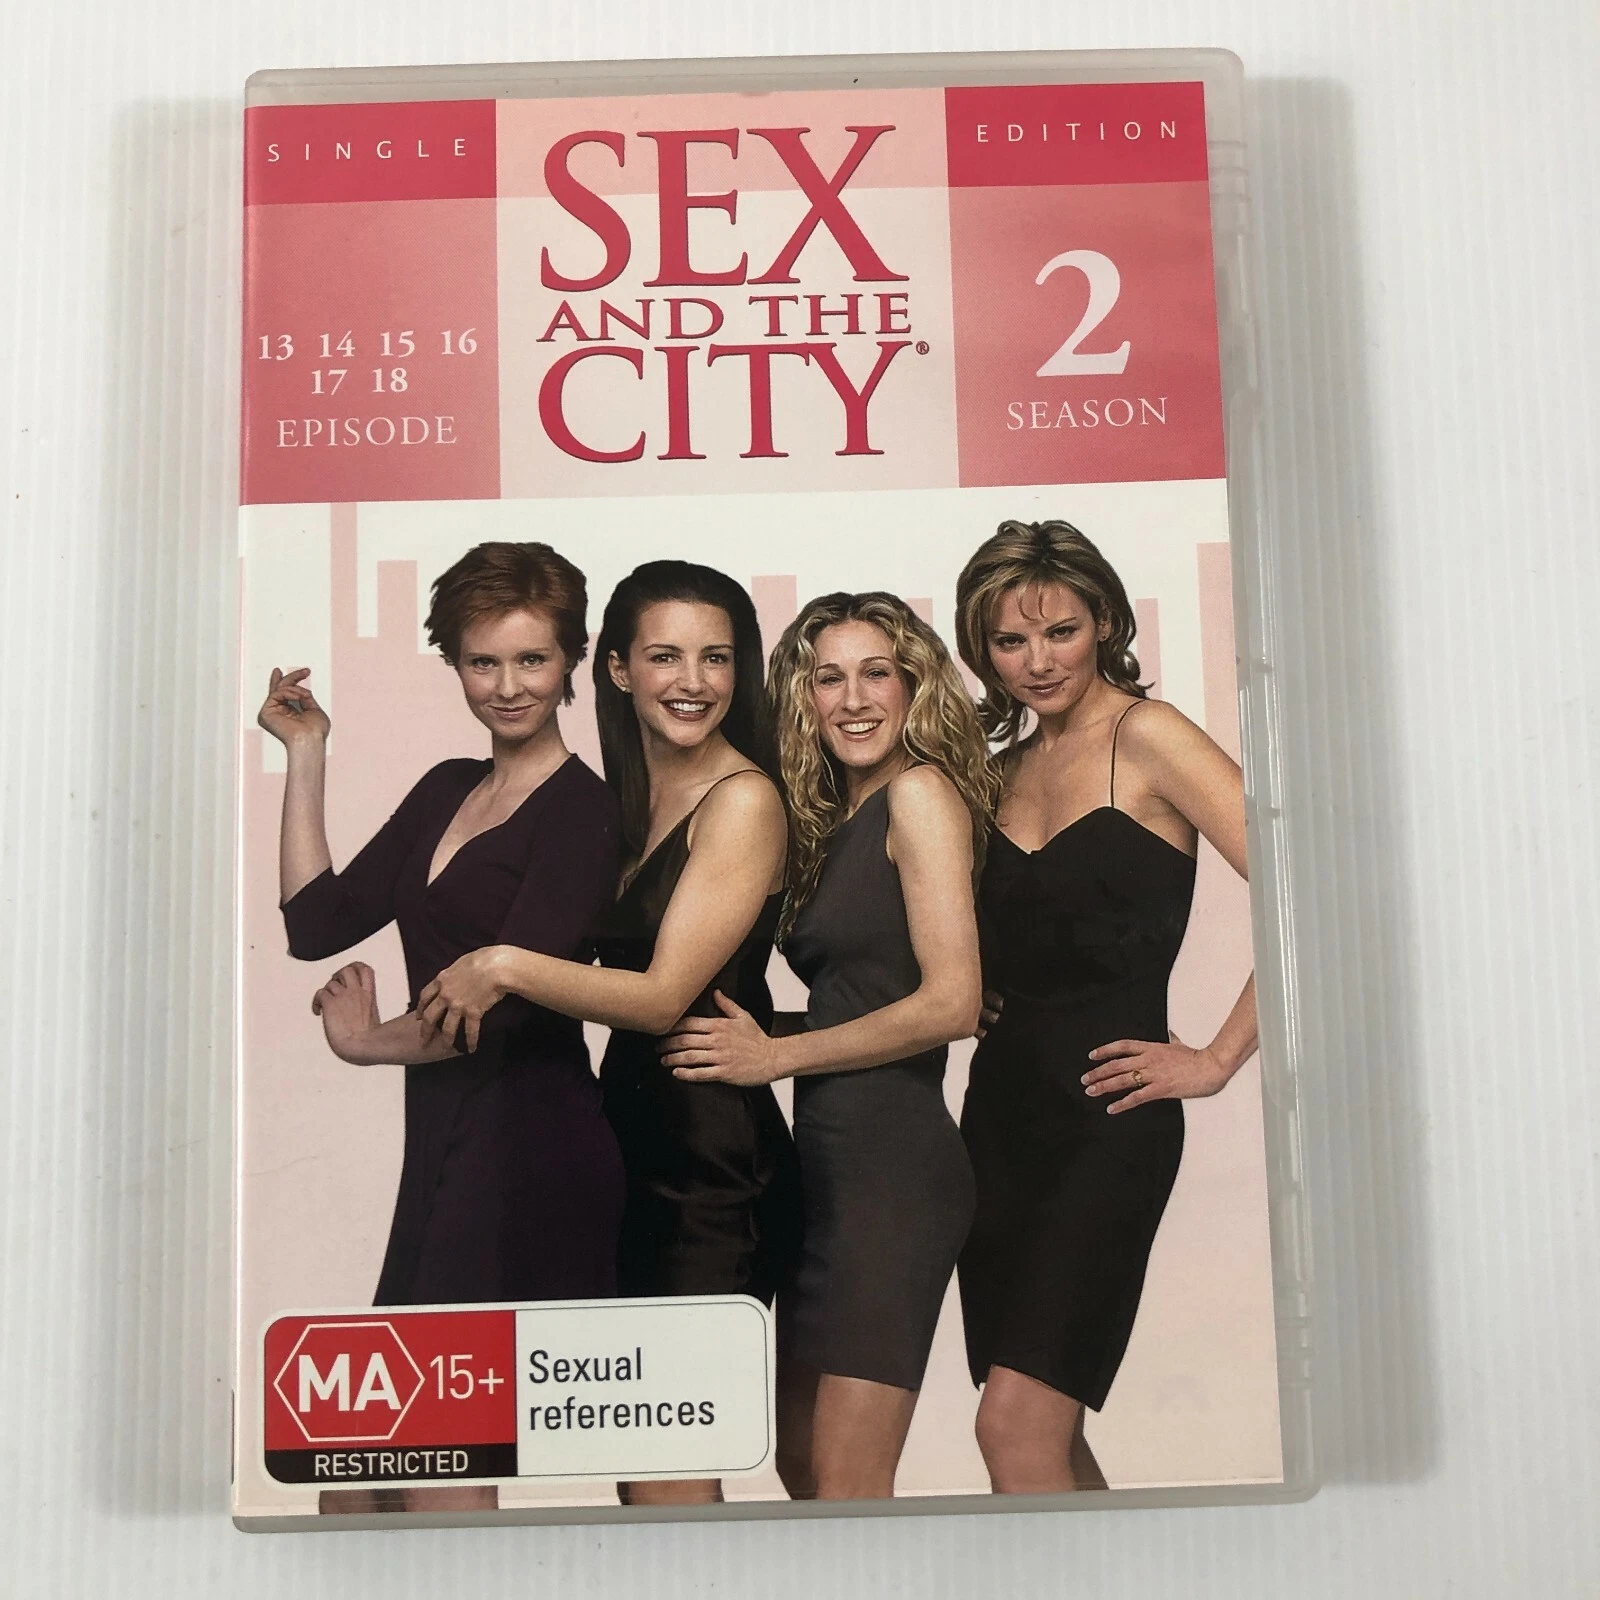 SINGLE
EDITION
SEX
AND THE
CITY®
13 14 15 16
17 18
EPISODE
2
SEASON
MA 15+
RESTRICTED
Sexual
references